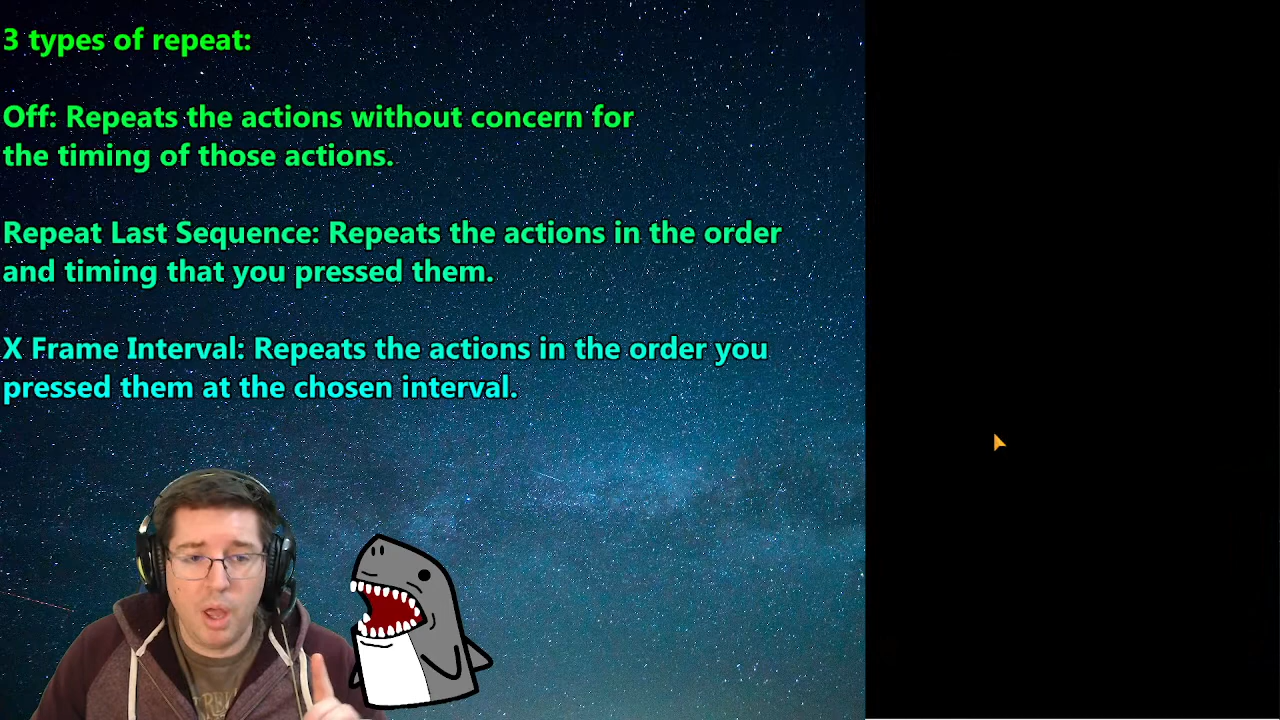 3 types of repeat:
Off: Repeats the actions without concern for
the timing of those actions.
Repeat Last Sequence: Repeats the actions in the order
and timing that you pressed them.
X Frame Interval: Repeats the actions in the order you
pressed them at the chosen interval.